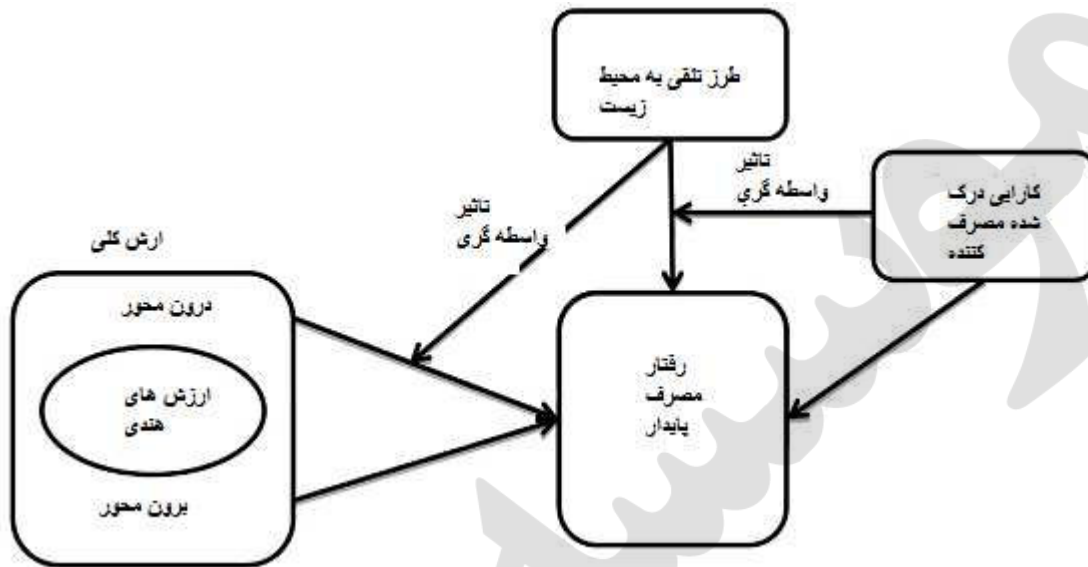 طرز تلقی به محیط
زیست
تاثیر
واسطه گری
کارایی درک
شده مصرف
کننده
تاثیر
واسطه گری
ارش کلی
درون محور
ارزش های
هندی
برون محور
رفتار
مصرف
پایدار